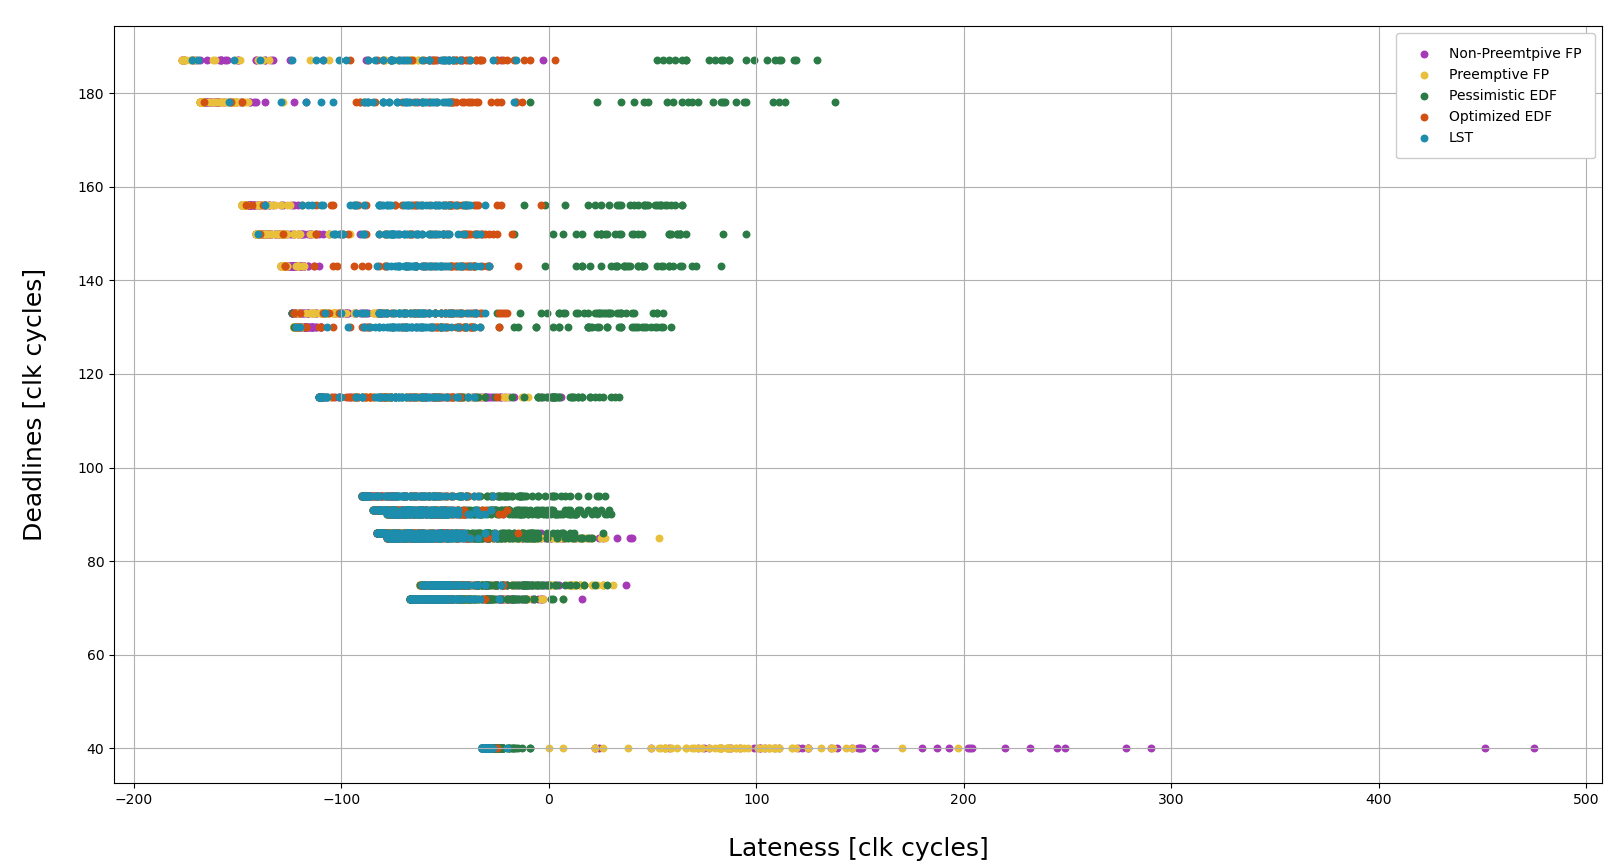 Non-Preemtpive FP
Preemptive FP
Pessimistic EDF
Optimized EDF
LST
Deadlines [clk cycles]
180
160
140
120
100
80
60
40
−200 −100 0 100 200 300 400 500
Lateness [clk cycles]